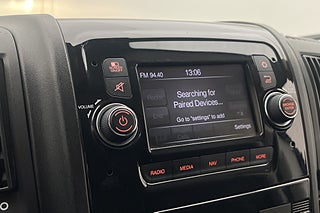 FM 94.40
13:06
Searching for
Paired Devices...
Go to "settings" to add
Settings
VOLUME
RADIO
MEDIA
NAV
PHONE
MORE